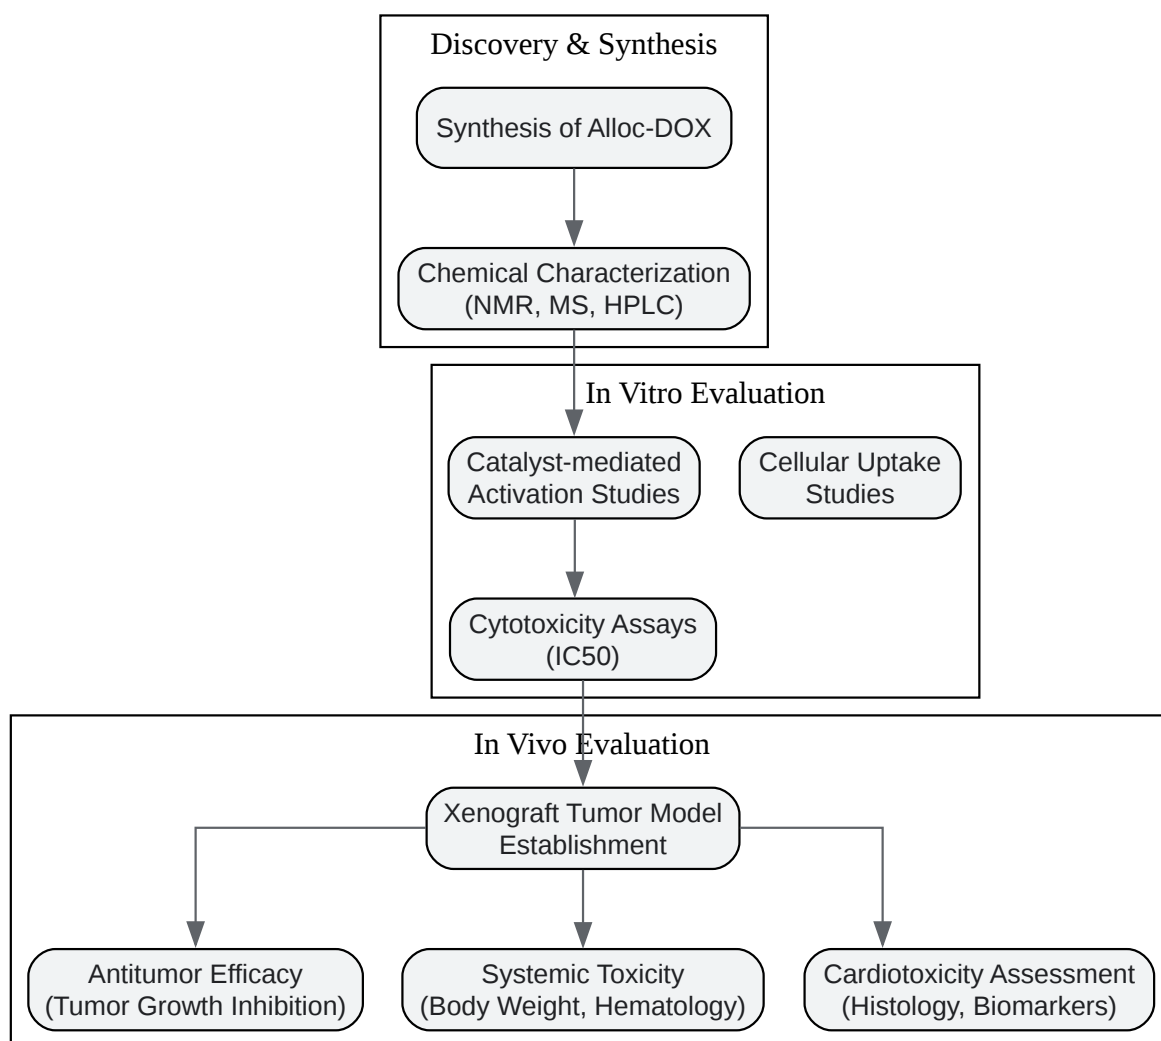 Discovery & Synthesis
Synthesis of Alloc-DOX
Chemical Characterization
(NMR, MS, HPLC)
In Vitro Evaluation
Catalyst-mediated
Activation Studies
Cellular Uptake
Studies
Cytotoxicity Assays
(IC50)
In Vivo Evaluation
Xenograft Tumor Model
Establishment
Antitumor Efficacy
(Tumor Growth Inhibition)
Systemic Toxicity
(Body Weight, Hematology)
Cardiotoxicity Assessment
(Histology, Biomarkers)